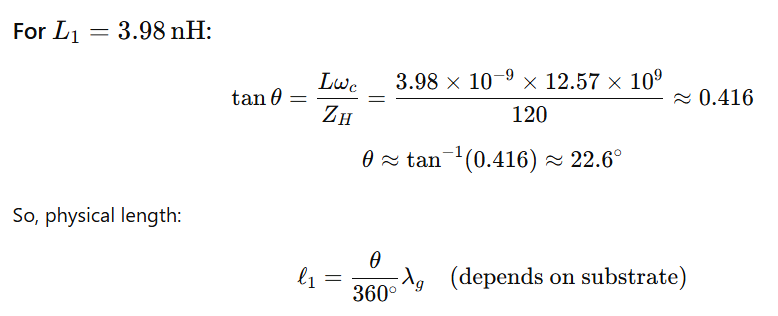 For L₁ = 3.98 nH:
tan θ = Lω_c / Z_H = 3.98 × 10⁻⁹ × 12.57 × 10⁹ / 120 ≈ 0.416
θ ≈ tan⁻¹(0.416) ≈ 22.6°
So, physical length:
ℓ₁ = θ / 360° λ_g (depends on substrate)